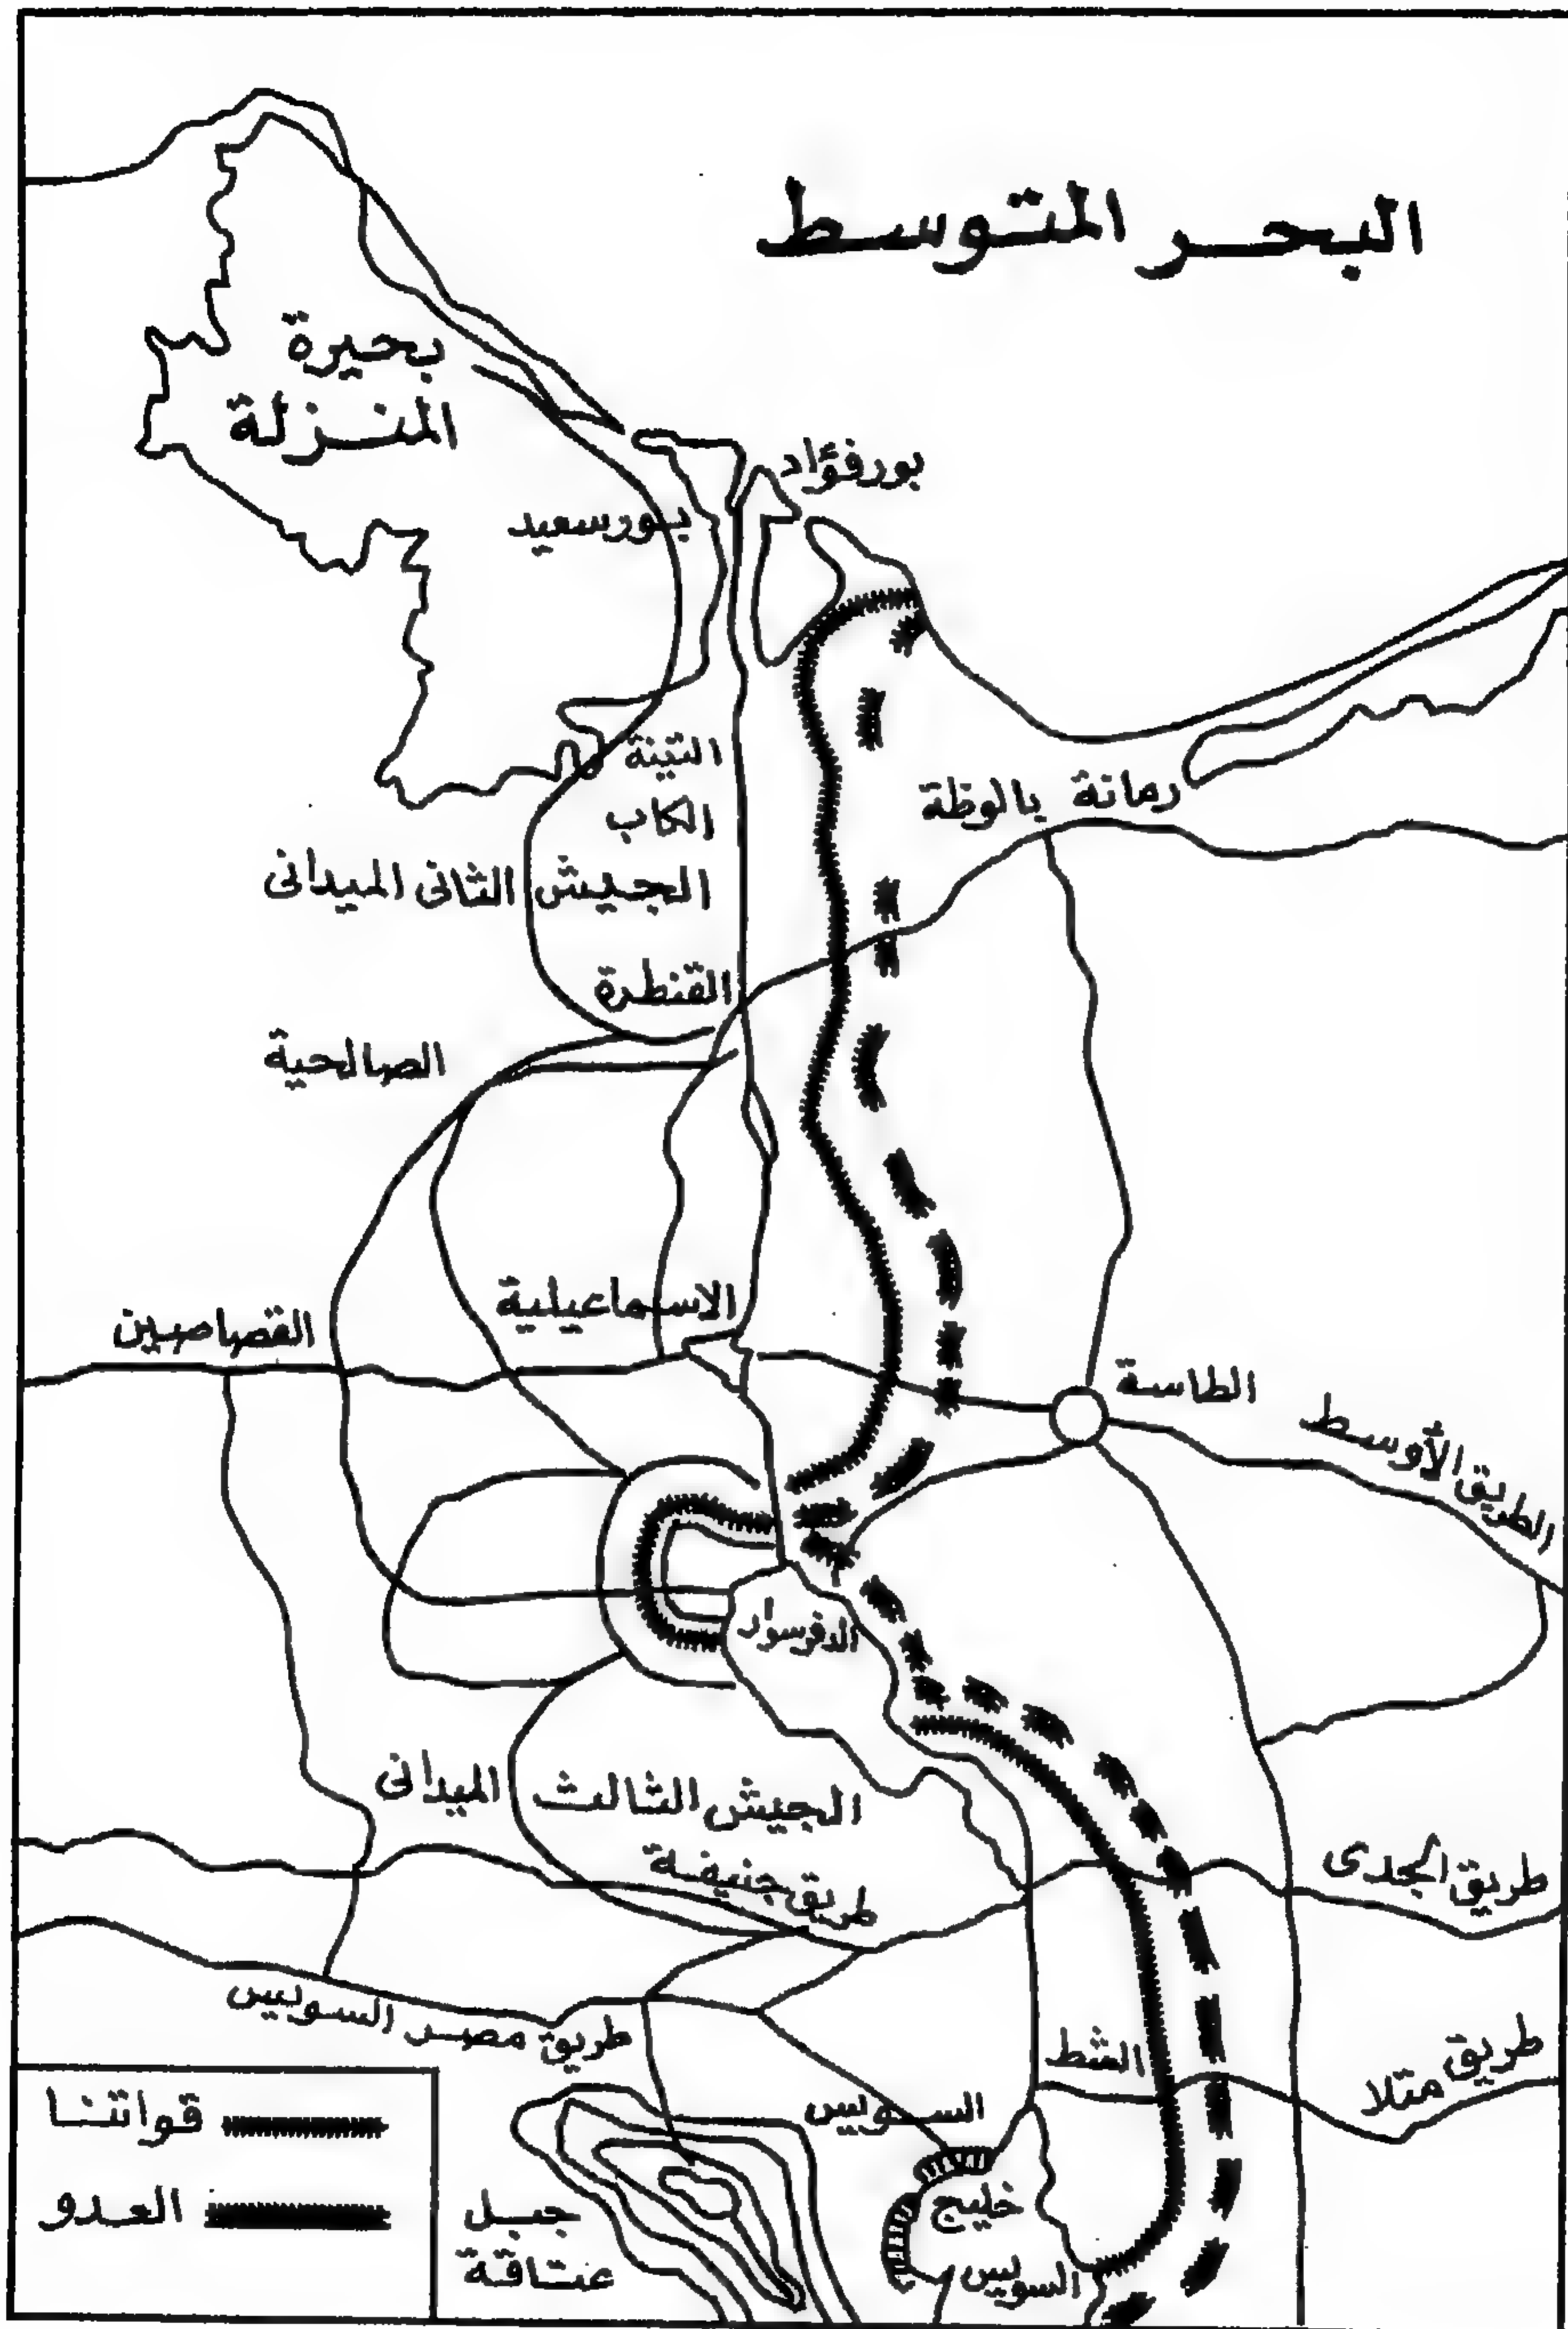 البحر المتوسط
بحيرة
المنزلة
بورفؤاد
بورسعيد
التينة
رمانة بالوظة
الكاب
الجيش الثانى الميدانى
القنطرة
الصالحية
الاسماعيلية
القصاصين
الطاسة
الطريق الأوسط
الدفرسوار
الجيش الثالث الميدانى
طريق جنيفة
طريق الجدى
طريق مصر السويس
الشط
طريق متلا
السويس
خليج
السويس
جبل
عتاقة
قواتنا
العدو